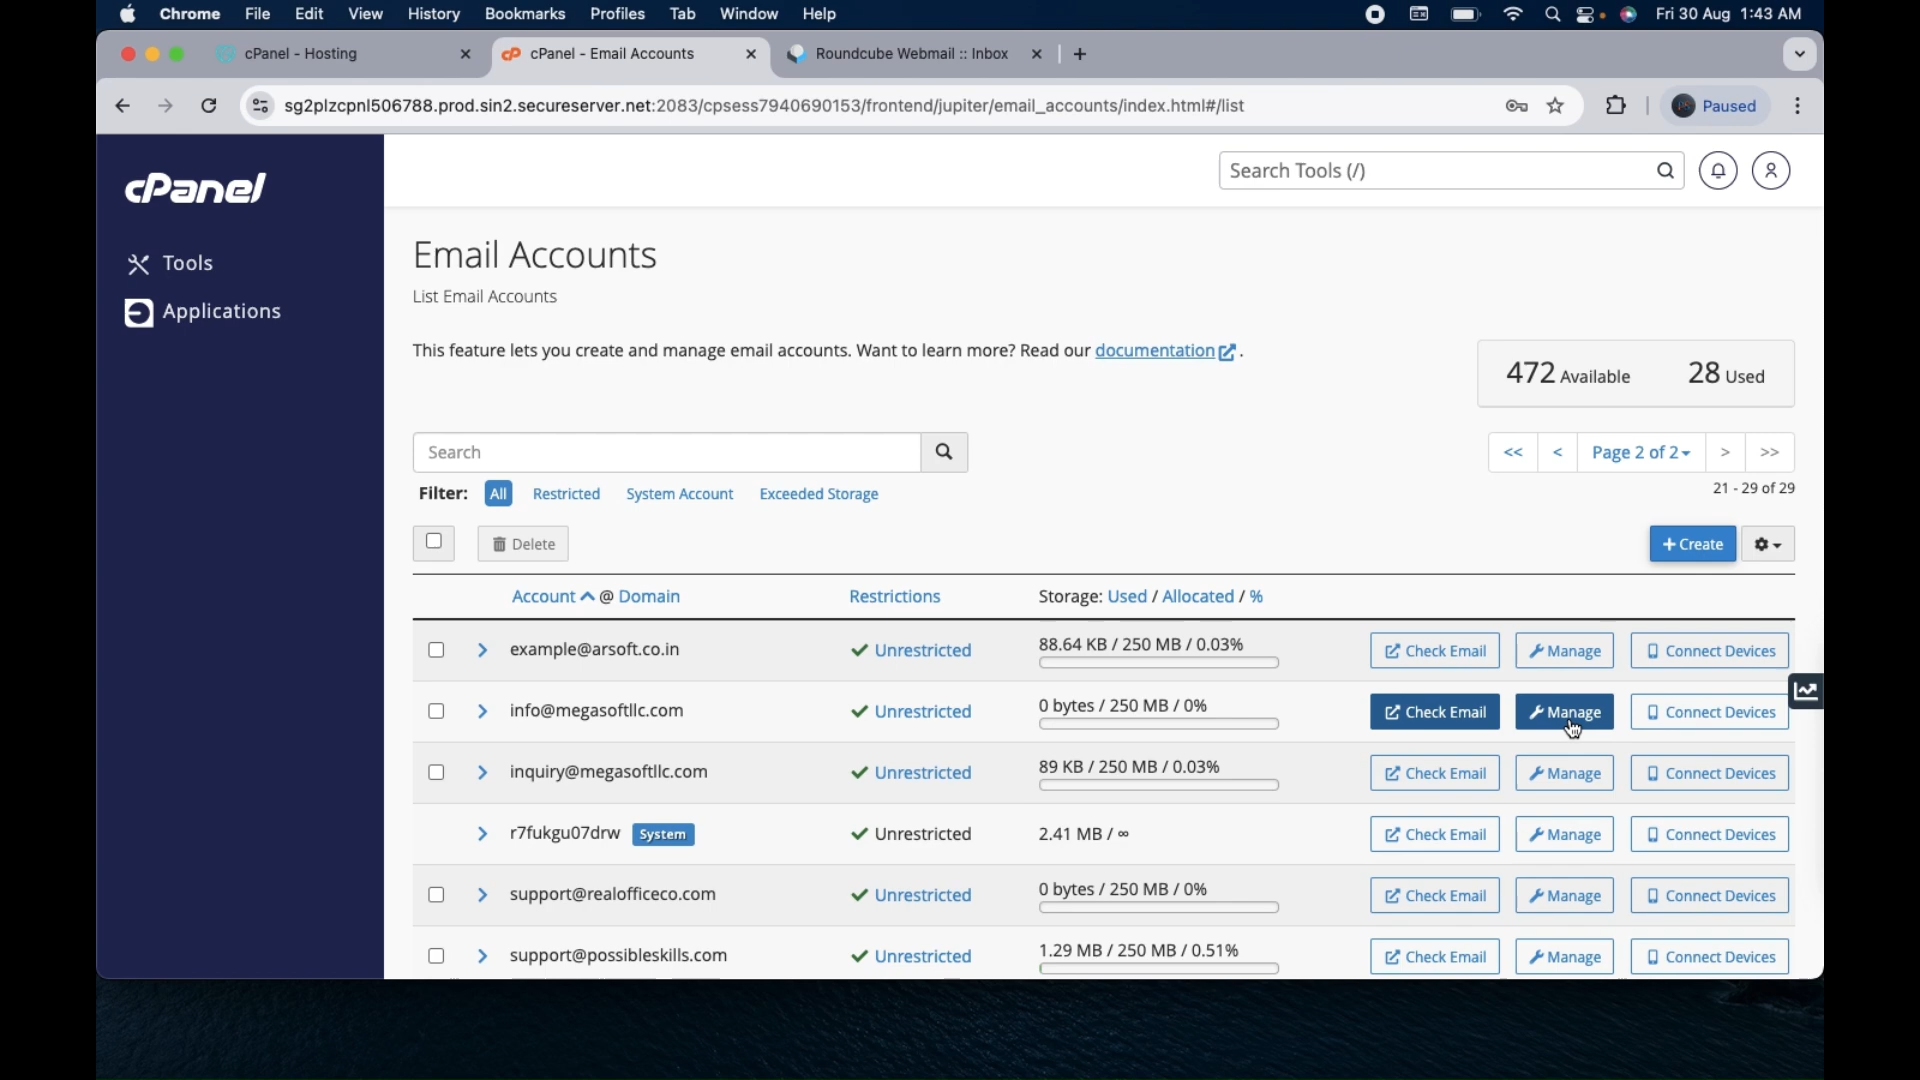 Chrome File Edit View History Bookmarks Profiles Tab Window Help Fri 30 Aug 1:43 AM
cPanel - Hosting
cPanel - Email Accounts
Roundcube Webmail :: Inbox
sg2plzcpnl506788.prod.sin2.secureserver.net:2083/cpsess7940690153/frontend/jupiter/email_accounts/index.html#/list
Paused
cPanel
Tools
Applications
Search Tools (/)
Email Accounts
List Email Accounts
This feature lets you create and manage email accounts. Want to learn more? Read our documentation .
472 Available 28 Used
Search
<< < Page 2 of 2 > >>
21 - 29 of 29
Filter: All Restricted System Account Exceeded Storage
Delete
+ Create
Account @ Domain Restrictions Storage: Used / Allocated / %
example@arsoft.co.in Unrestricted 88.64 KB / 250 MB / 0.03% Check Email Manage Connect Devices
info@megasoftllc.com Unrestricted 0 bytes / 250 MB / 0% Check Email Manage Connect Devices
inquiry@megasoftllc.com Unrestricted 89 KB / 250 MB / 0.03% Check Email Manage Connect Devices
r7fukgu07drw System Unrestricted 2.41 MB / ∞ Check Email Manage Connect Devices
support@realofficeco.com Unrestricted 0 bytes / 250 MB / 0% Check Email Manage Connect Devices
support@possibleskills.com Unrestricted 1.29 MB / 250 MB / 0.51% Check Email Manage Connect Devices